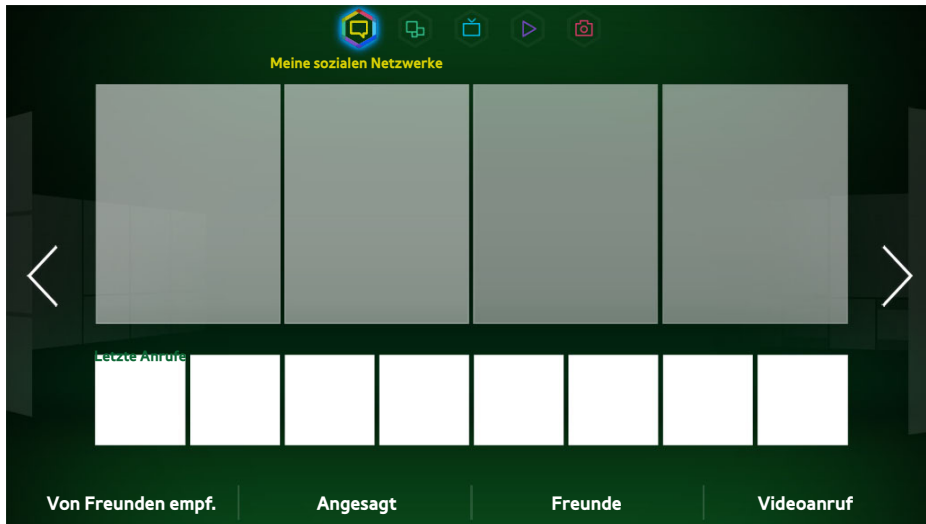 Meine sozialen Netzwerke
Letzte Anrufe
Von Freunden empf.
Angesagt
Freunde
Videoanruf